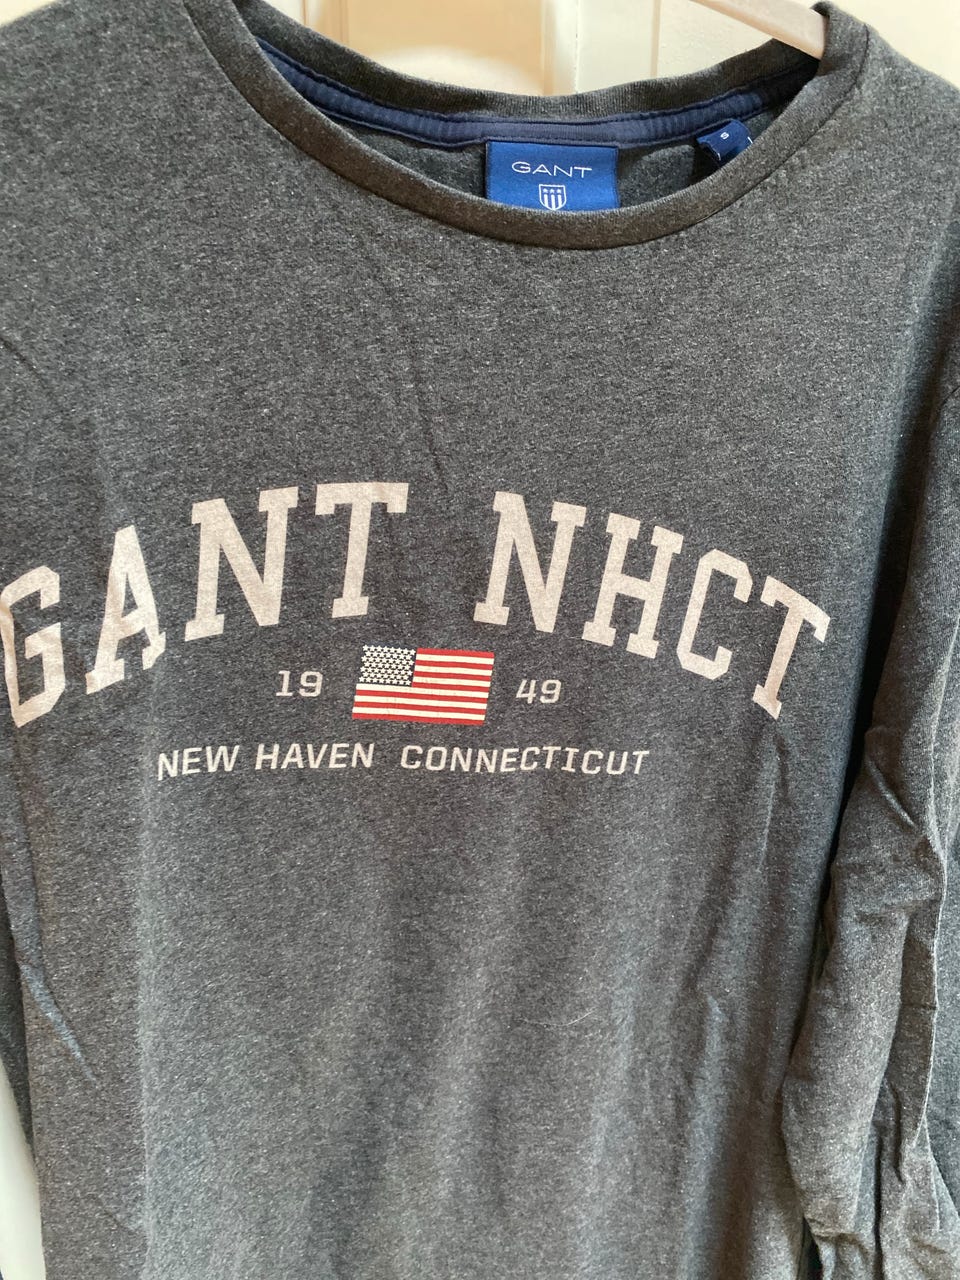 GANT
S
GANT NHCT
19 49
NEW HAVEN CONNECTICUT